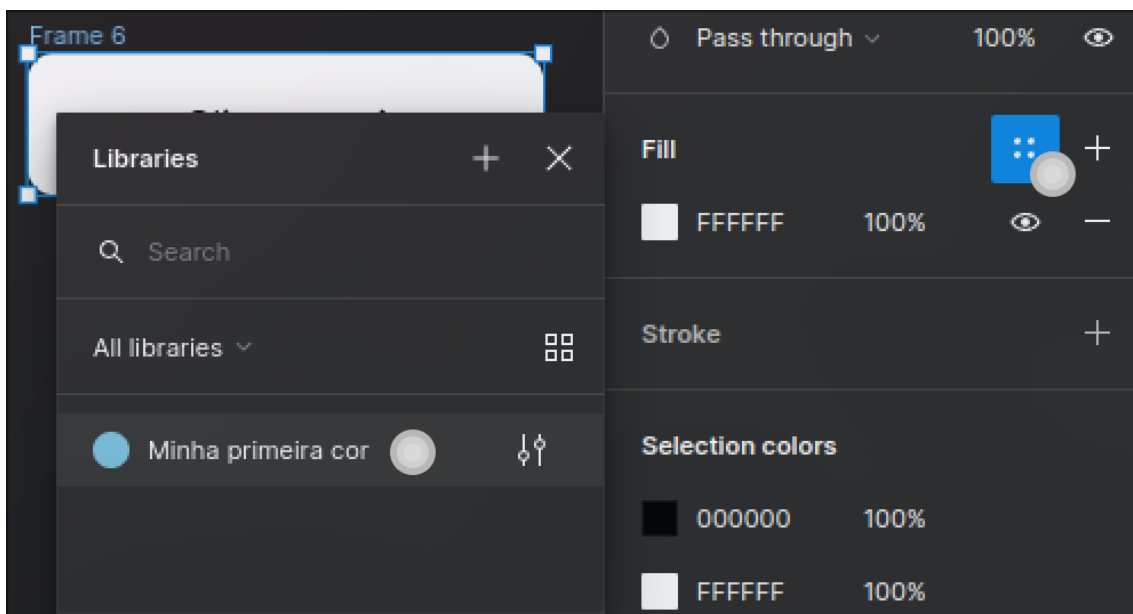 Frame 6
Libraries
Search
All libraries
Minha primeira cor
Pass through 100%
Fill
FFFFFF 100%
Stroke
Selection colors
000000 100%
FFFFFF 100%